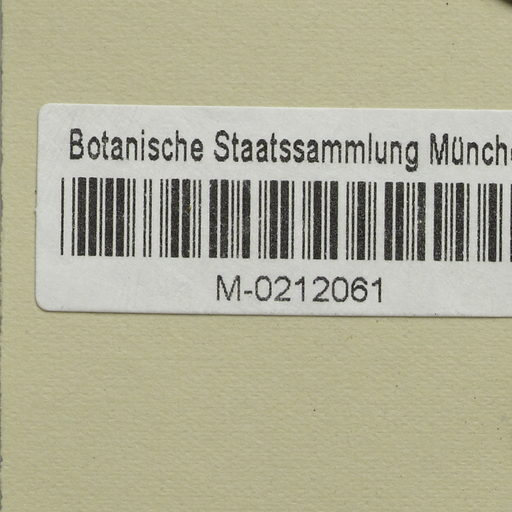 Botanische Staatssammlung Münch
M-0212061